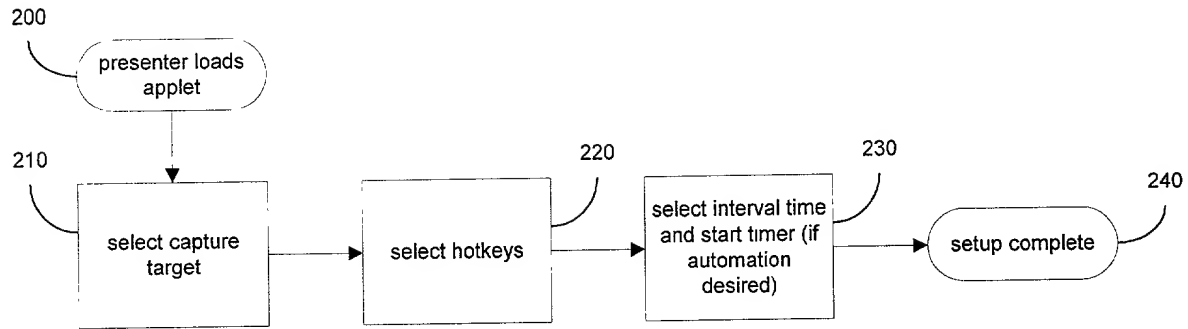 200
presenter loads
applet
210
select capture
target
220
select hotkeys
230
select interval time
and start timer (if
automation
desired)
240
setup complete